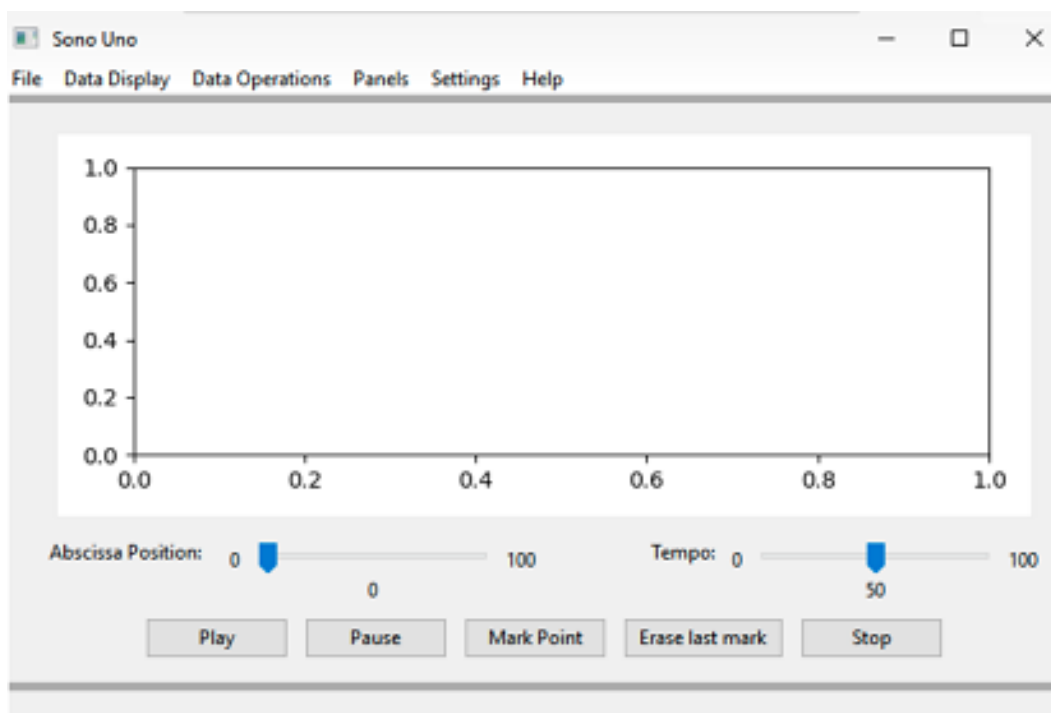 Sono Uno
File Data Display Data Operations Panels Settings Help
1.0
0.8
0.6
0.4
0.2
0.0
0.0 0.2 0.4 0.6 0.8 1.0
Abscissa Position: 0 100 Tempo: 0 100
0 50
Play Pause Mark Point Erase last mark Stop